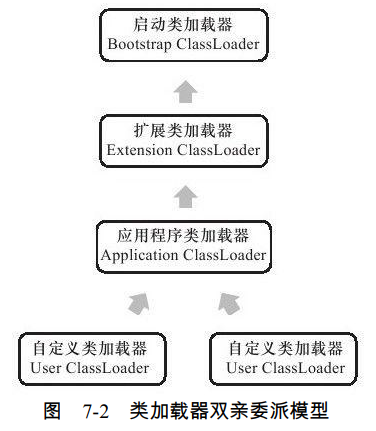 启动类加载器
Bootstrap ClassLoader
扩展类加载器
Extension ClassLoader
应用程序类加载器
Application ClassLoader
自定义类加载器
User ClassLoader
自定义类加载器
User ClassLoader
图 7-2 类加载器双亲委派模型